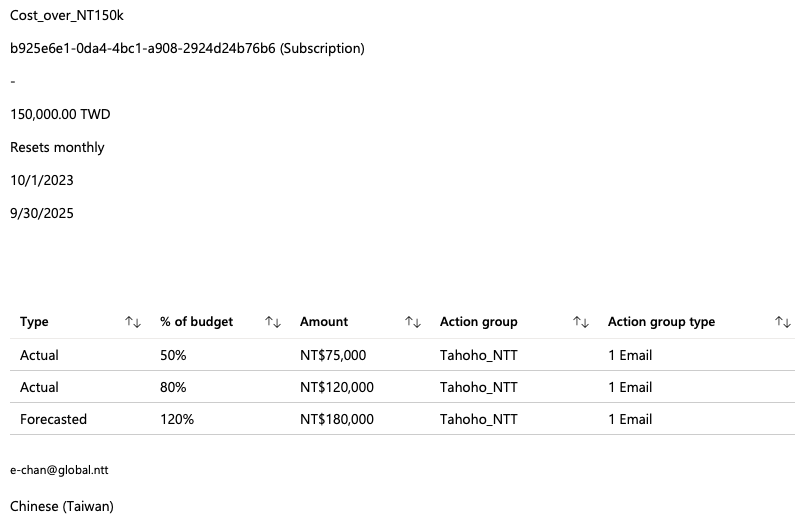 Cost_over_NT150k
b925e6e1-0da4-4bc1-a908-2924d24b76b6 (Subscription)
-
150,000.00 TWD
Resets monthly
10/1/2023
9/30/2025
Type ↑↓ % of budget ↑↓ Amount ↑↓ Action group ↑↓ Action group type ↑↓
Actual 50% NT$75,000 Tahoho_NTT 1 Email
Actual 80% NT$120,000 Tahoho_NTT 1 Email
Forecasted 120% NT$180,000 Tahoho_NTT 1 Email
e-chan@global.ntt
Chinese (Taiwan)